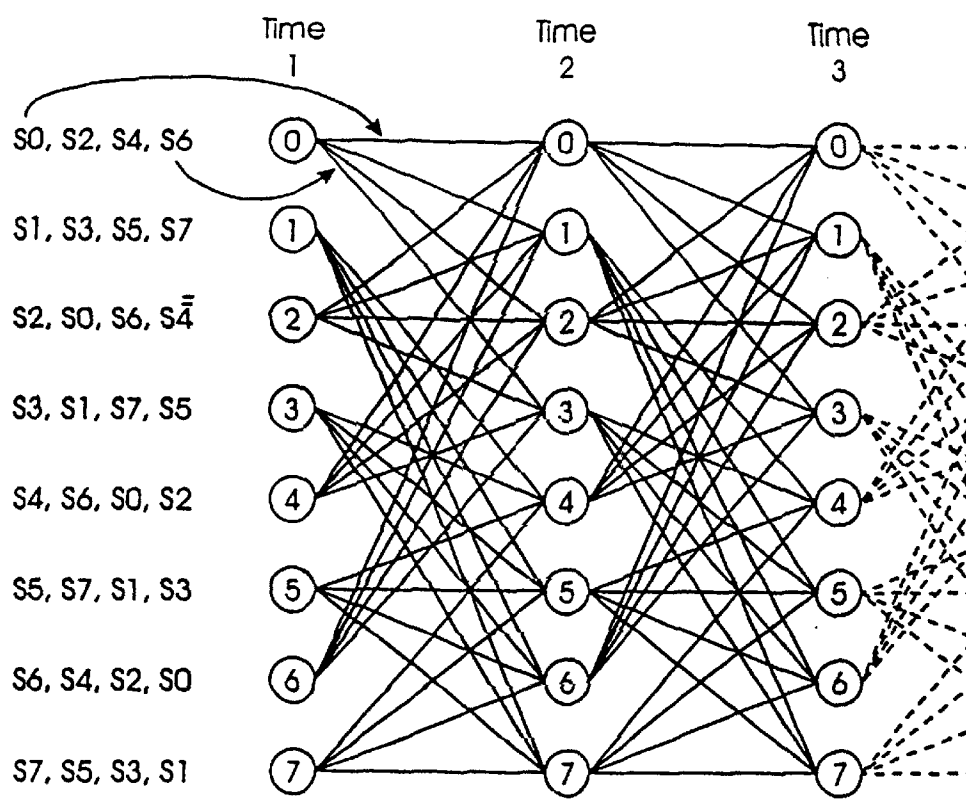 Time Time Time
1 2 3
S0, S2, S4, S6 0 0 0
S1, S3, S5, S7 1 1 1
S2, S0, S6, S4 2 2 2
S3, S1, S7, S5 3 3 3
S4, S6, S0, S2 4 4 4
S5, S7, S1, S3 5 5 5
S6, S4, S2, S0 6 6 6
S7, S5, S3, S1 7 7 7